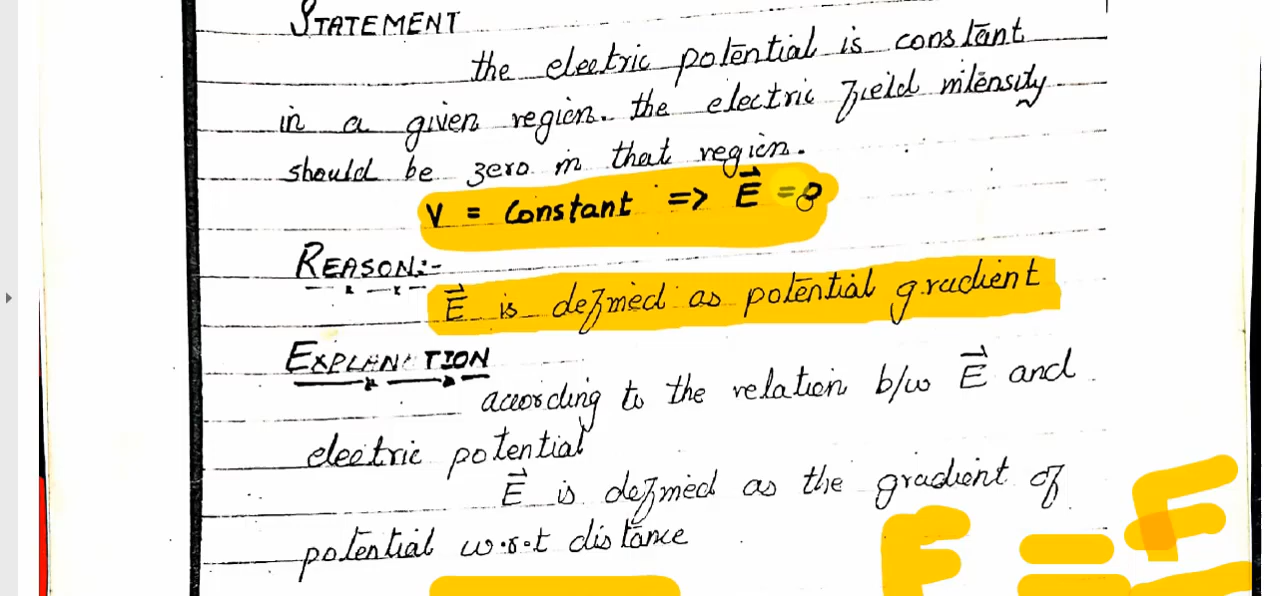 STATEMENT
the electric potential is constant
in a given region. the electric field intensity
should be zero in that region.
V = Constant => E⃗ = 0
REASON:-
E⃗ is defined as potential gradient
EXPLANATION
according to the relation b/w E⃗ and
electric potential
E⃗ is defined as the gradient of
potential w.r.t distance